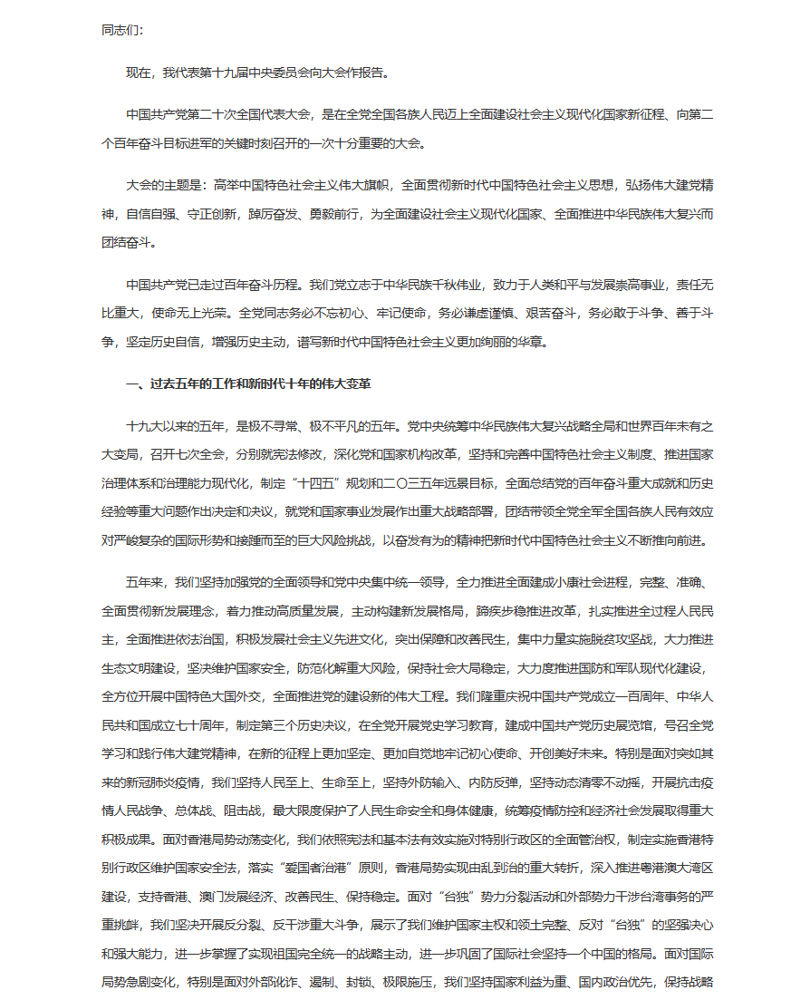 同志们：
现在，我代表第十九届中央委员会向大会作报告。
中国共产党第二十次全国代表大会，是在全党全国各族人民迈上全面建设社会主义现代化国家新征程、向第二
个百年奋斗目标进军的关键时刻召开的一次十分重要的大会。
大会的主题是：高举中国特色社会主义伟大旗帜，全面贯彻新时代中国特色社会主义思想，弘扬伟大建党精
神，自信自强、守正创新，踔厉奋发、勇毅前行，为全面建设社会主义现代化国家、全面推进中华民族伟大复兴而
团结奋斗。
中国共产党已走过百年奋斗历程。我们党立志于中华民族千秋伟业，致力于人类和平与发展崇高事业，责任无
比重大，使命无上光荣。全党同志务必不忘初心、牢记使命，务必谦虚谨慎、艰苦奋斗，务必敢于斗争、善于斗
争，坚定历史自信，增强历史主动，谱写新时代中国特色社会主义更加绚丽的华章。
一、过去五年的工作和新时代十年的伟大变革
十九大以来的五年，是极不寻常、极不平凡的五年。党中央统筹中华民族伟大复兴战略全局和世界百年未有之
大变局，召开七次全会，分别就宪法修改，深化党和国家机构改革，坚持和完善中国特色社会主义制度、推进国家
治理体系和治理能力现代化，制定“十四五”规划和二〇三五年远景目标，全面总结党的百年奋斗重大成就和历史
经验等重大问题作出决定和决议，就党和国家事业发展作出重大战略部署，团结带领全党全军全国各族人民有效应
对严峻复杂的国际形势和接踵而至的巨大风险挑战，以奋发有为的精神把新时代中国特色社会主义不断推向前进。
五年来，我们坚持加强党的全面领导和党中央集中统一领导，全力推进全面建成小康社会进程，完整、准确、
全面贯彻新发展理念，着力推动高质量发展，主动构建新发展格局，蹄疾步稳推进改革，扎实推进全过程人民民
主，全面推进依法治国，积极发展社会主义先进文化，突出保障和改善民生，集中力量实施脱贫攻坚战，大力推进
生态文明建设，坚决维护国家安全，防范化解重大风险，保持社会大局稳定，大力度推进国防和军队现代化建设，
全方位开展中国特色大国外交，全面推进党的建设新的伟大工程。我们隆重庆祝中国共产党成立一百周年、中华人
民共和国成立七十周年，制定第三个历史决议，在全党开展党史学习教育，建成中国共产党历史展览馆，号召全党
学习和践行伟大建党精神，在新的征程上更加坚定、更加自觉地牢记初心使命、开创美好未来。特别是面对突如其
来的新冠肺炎疫情，我们坚持人民至上、生命至上，坚持外防输入、内防反弹，坚持动态清零不动摇，开展抗击疫
情人民战争、总体战、阻击战，最大限度保护了人民生命安全和身体健康，统筹疫情防控和经济社会发展取得重大
积极成果。面对香港局势动荡变化，我们依照宪法和基本法有效实施对特别行政区的全面管治权，制定实施香港特
别行政区维护国家安全法，落实“爱国者治港”原则，香港局势实现由乱到治的重大转折，深入推进粤港澳大湾区
建设，支持香港、澳门发展经济、改善民生、保持稳定。面对“台独”势力分裂活动和外部势力干涉台湾事务的严
重挑衅，我们坚决开展反分裂、反干涉重大斗争，展示了我们维护国家主权和领土完整、反对“台独”的坚强决心
和强大能力，进一步掌握了实现祖国完全统一的战略主动，进一步巩固了国际社会坚持一个中国的格局。面对国际
局势急剧变化，特别是面对外部讹诈、遏制、封锁、极限施压，我们坚持国家利益为重、国内政治优先，保持战略